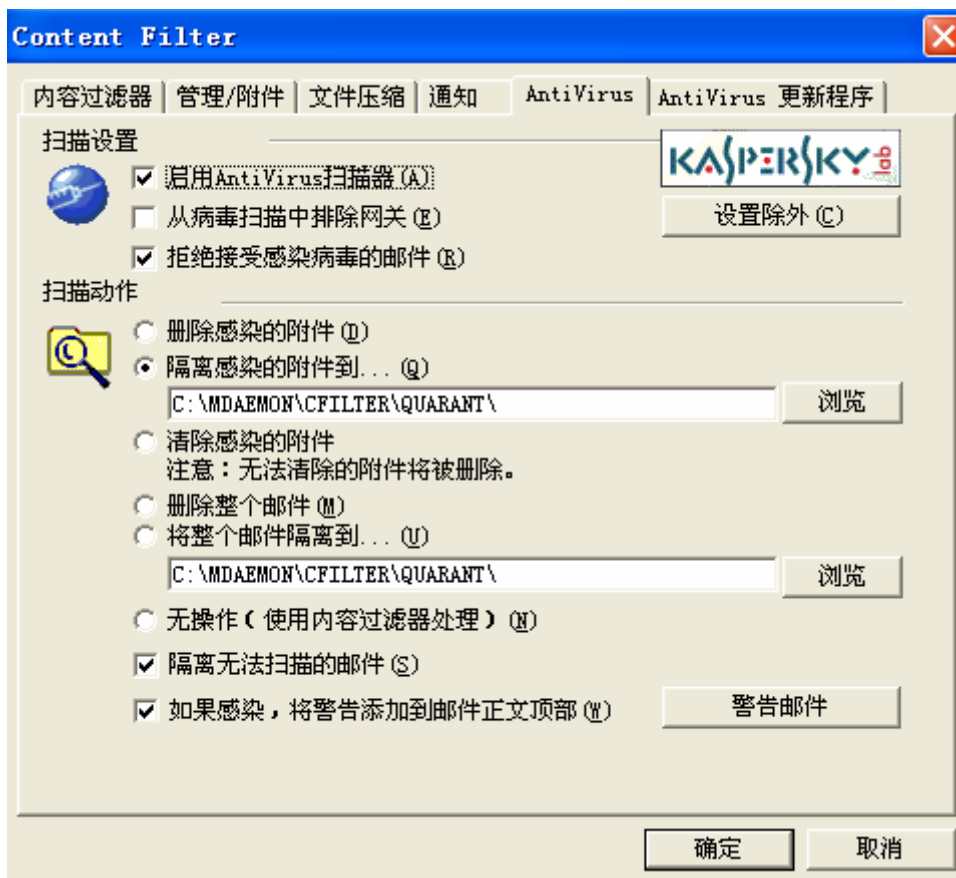 Content Filter
内容过滤器 管理/附件 文件压缩 通知 AntiVirus AntiVirus 更新程序
扫描设置
KASPERSKY lab
启用AntiVirus扫描器(A)
从病毒扫描中排除网关(E)
设置除外(C)
拒绝接受感染病毒的邮件(R)
扫描动作
删除感染的附件(D)
隔离感染的附件到...(Q)
C:\MDAEMON\CFILTER\QUARANT\ 浏览
清除感染的附件
注意：无法清除的附件将被删除。
删除整个邮件(M)
将整个邮件隔离到...(U)
C:\MDAEMON\CFILTER\QUARANT\ 浏览
无操作（使用内容过滤器处理）(N)
隔离无法扫描的邮件(S)
如果感染，将警告添加到邮件正文顶部(W) 警告邮件
确定 取消